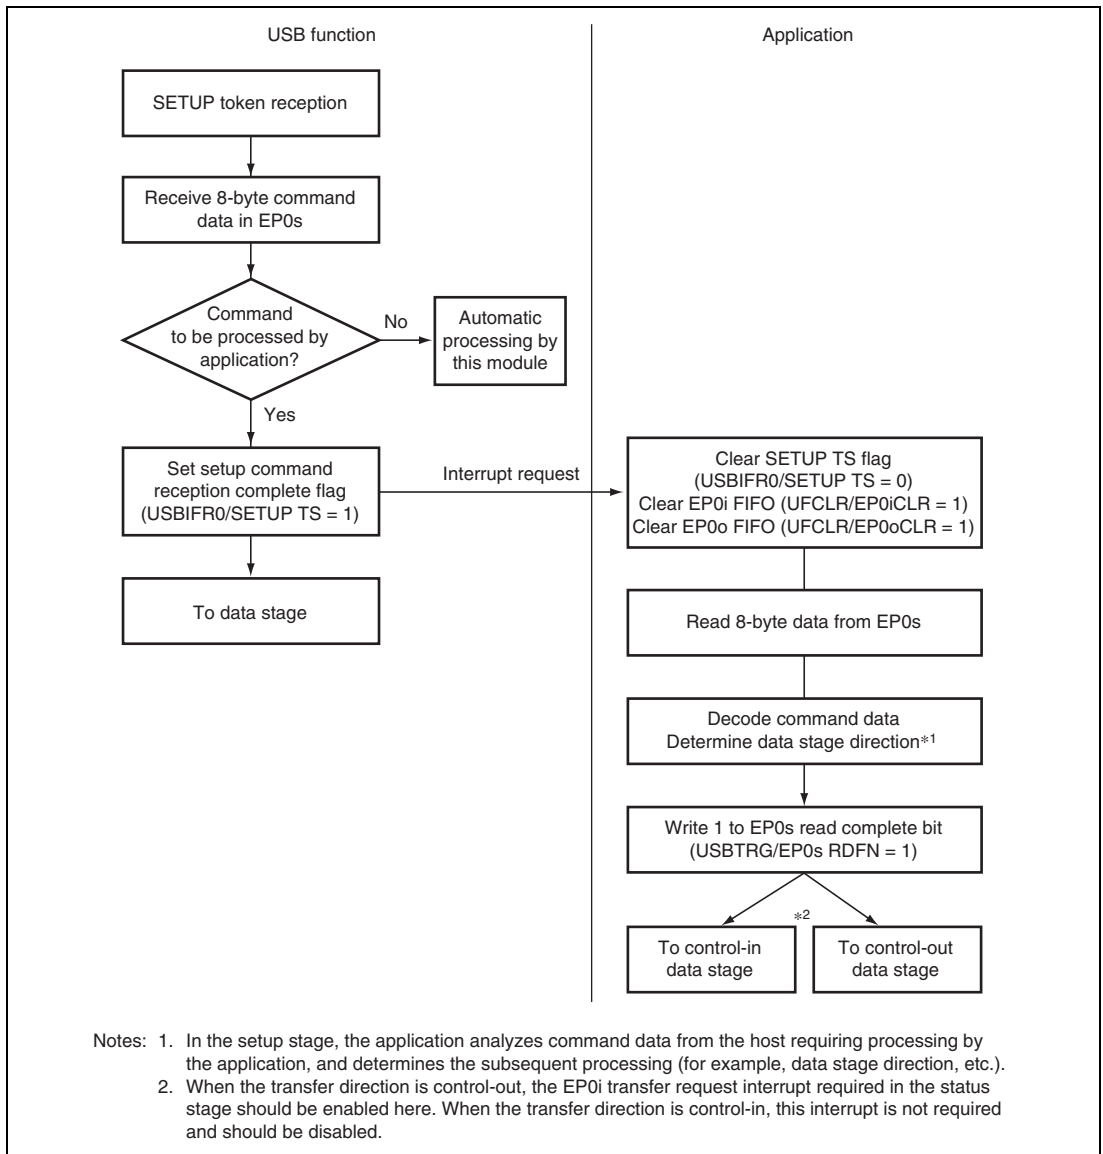 USB function
Application
SETUP token reception
Receive 8-byte command
data in EP0s
Command
to be processed by
application?
No
Automatic
processing by
this module
Yes
Set setup command
reception complete flag
(USBIFR0/SETUP TS = 1)
Interrupt request
To data stage
Clear SETUP TS flag
(USBIFR0/SETUP TS = 0)
Clear EP0i FIFO (UFCLR/EP0iCLR = 1)
Clear EP0o FIFO (UFCLR/EP0oCLR = 1)
Read 8-byte data from EP0s
Decode command data
Determine data stage direction*1
Write 1 to EP0s read complete bit
(USBTRG/EP0s RDFN = 1)
*2
To control-in
data stage
To control-out
data stage
Notes: 1. In the setup stage, the application analyzes command data from the host requiring processing by
the application, and determines the subsequent processing (for example, data stage direction, etc.).
2. When the transfer direction is control-out, the EP0i transfer request interrupt required in the status
stage should be enabled here. When the transfer direction is control-in, this interrupt is not required
and should be disabled.